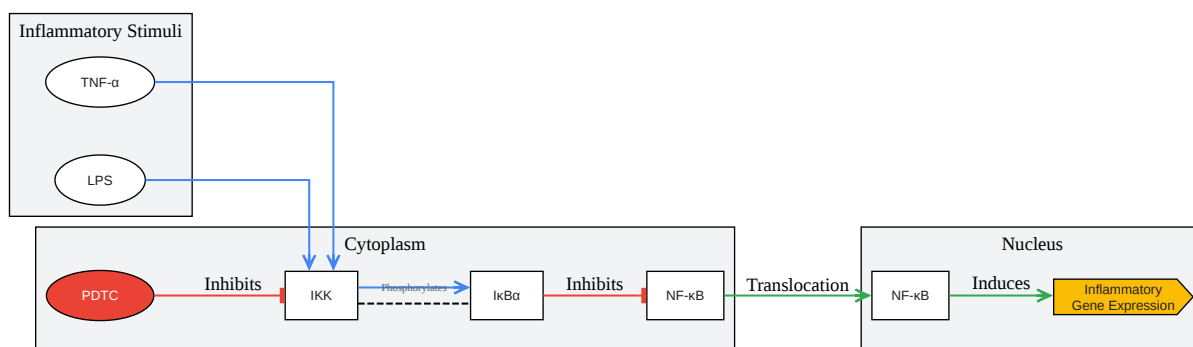 Inflammatory Stimuli
TNF-α
LPS
Cytoplasm
Nucleus
PDTC
Inhibits
IKK
Phosphorylates
IκBα
Inhibits
NF-κB
Translocation
NF-κB
Induces
Inflammatory
Gene Expression